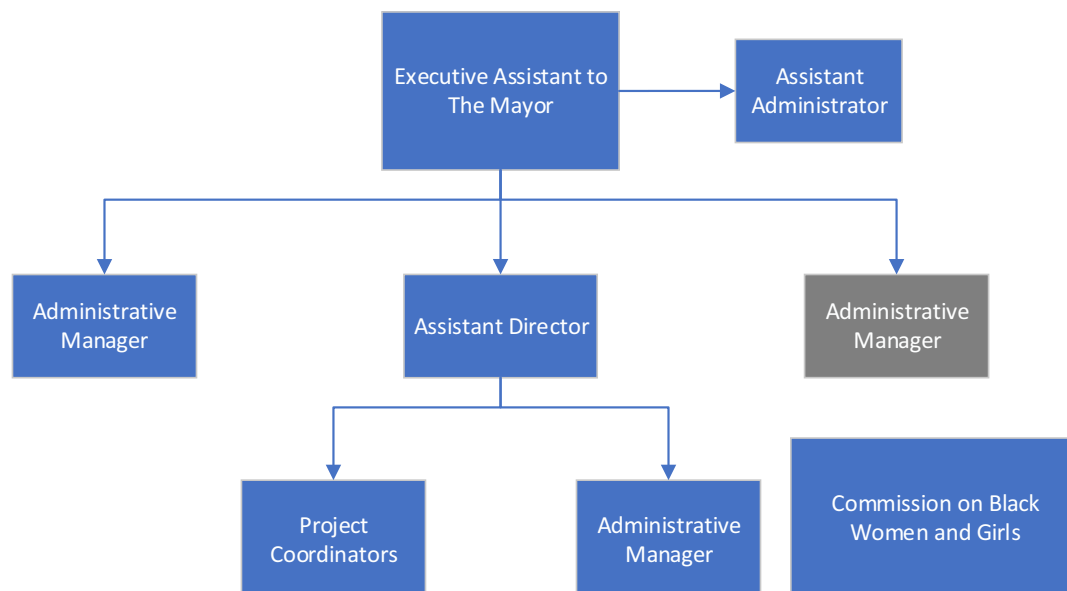 Executive Assistant to
The Mayor
Assistant
Administrator
Administrative
Manager
Assistant Director
Administrative
Manager
Project
Coordinators
Administrative
Manager
Commission on Black
Women and Girls